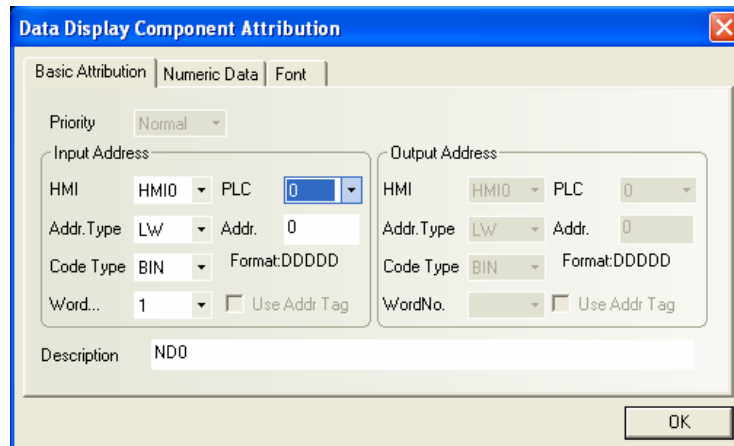 Data Display Component Attribution
Basic Attribution Numeric Data Font
Priority Normal
Input Address
HMI HMI0 PLC 0
Addr.Type LW Addr. 0
Code Type BIN Format:DDDDD
Word... 1 Use Addr Tag
Output Address
HMI HMI0 PLC 0
Addr.Type LW Addr. 0
Code Type BIN Format:DDDDD
WordNo. Use Addr Tag
Description ND0
OK